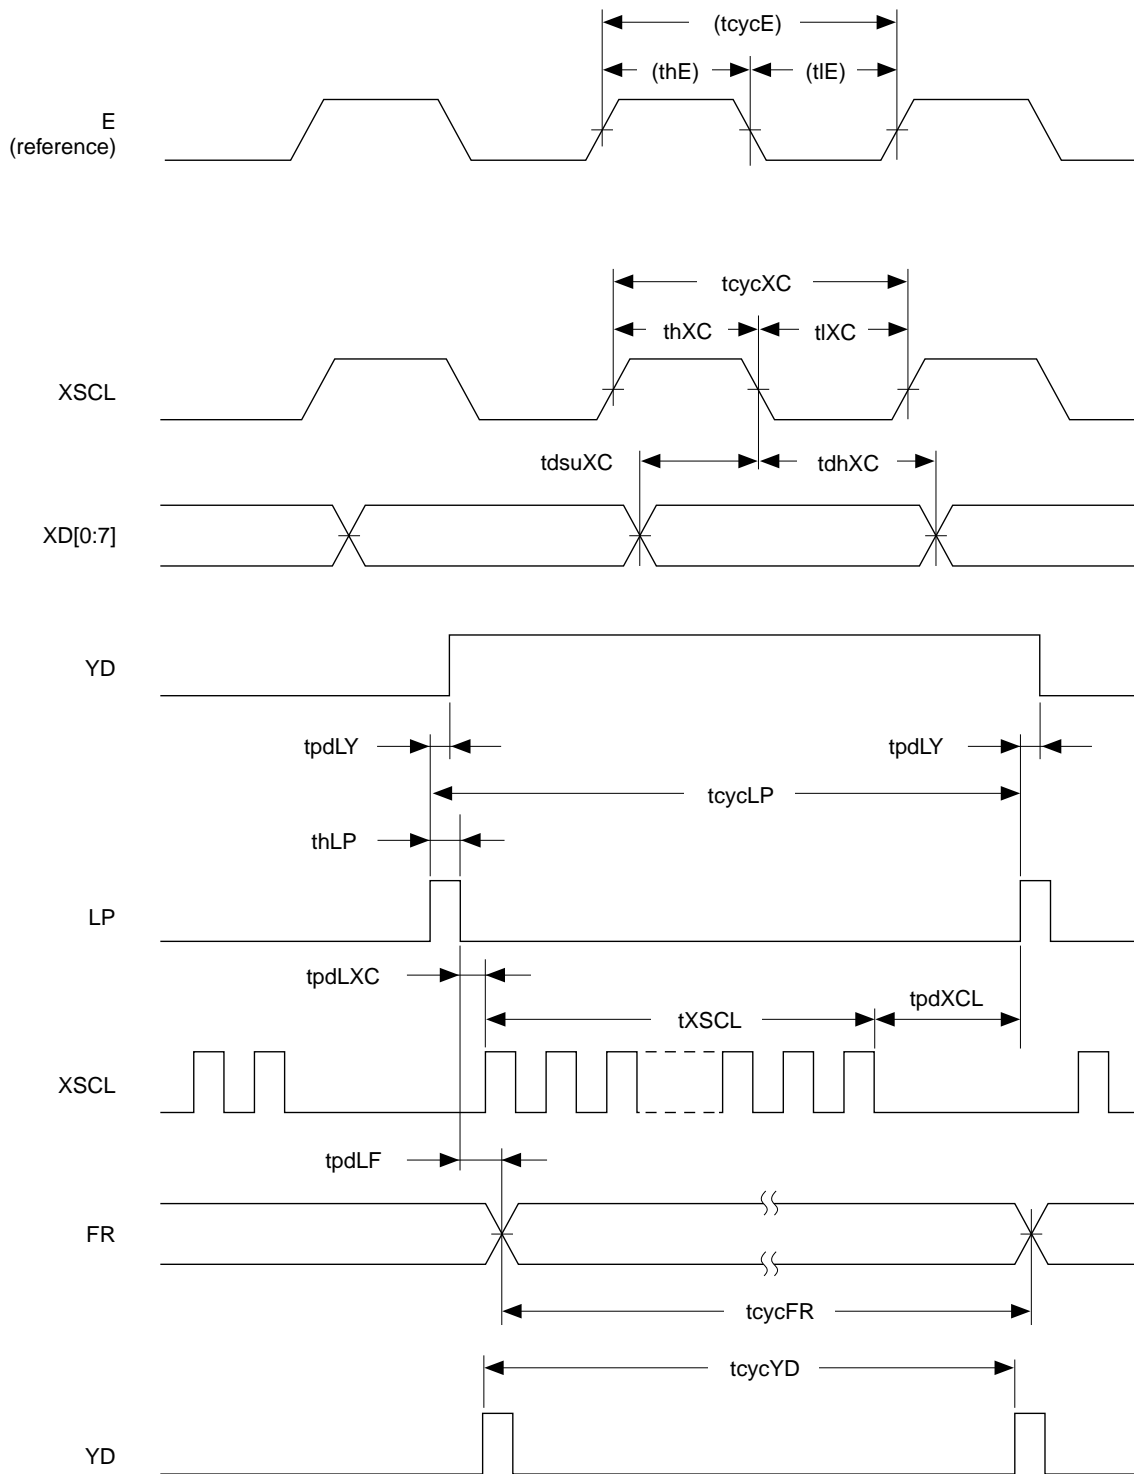 (tcycE)
(thE)
(tlE)
E
(reference)
tcycXC
thXC
tlXC
XSCL
tdsuXC
tdhXC
XD[0:7]
YD
tpdLY
tpdLY
tcycLP
thLP
LP
tpdLXC
tpdXCL
tXSCL
XSCL
tpdLF
FR
tcycFR
tcycYD
YD